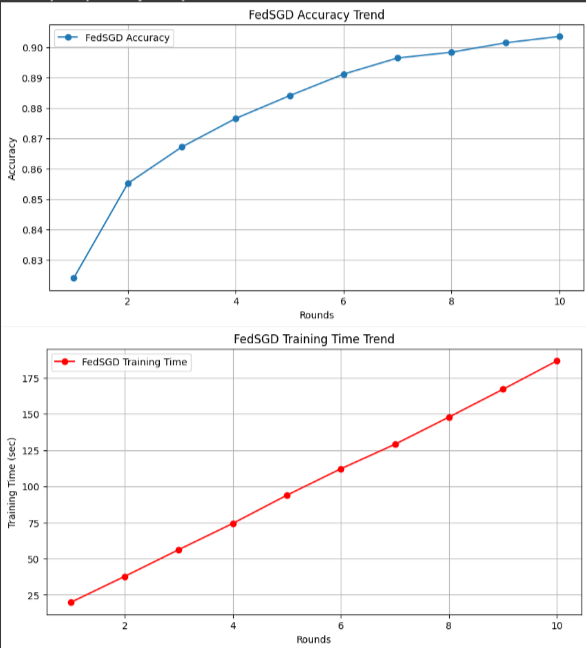 FedSGD Accuracy Trend
FedSGD Accuracy
0.90
0.89
0.88
0.87
0.86
0.85
0.84
0.83
Accuracy
2 4 6 8 10
Rounds
FedSGD Training Time Trend
FedSGD Training Time
175
150
125
100
75
50
25
Training Time (sec)
2 4 6 8 10
Rounds